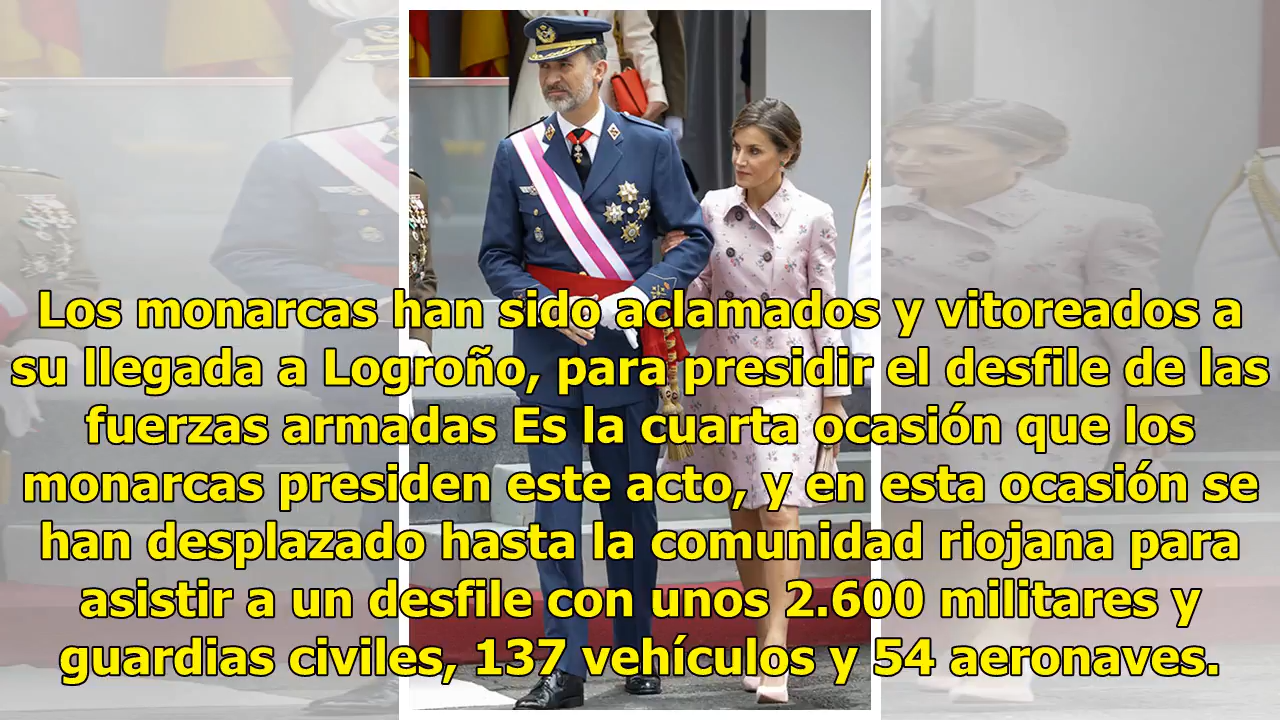 Los monarcas han sido aclamados y vitoreados a
su llegada a Logroño, para presidir el desfile de las
fuerzas armadas Es la cuarta ocasión que los
monarcas presiden este acto, y en esta ocasión se
han desplazado hasta la comunidad riojana para
asistir a un desfile con unos 2.600 militares y
guardias civiles, 137 vehículos y 54 aeronaves.